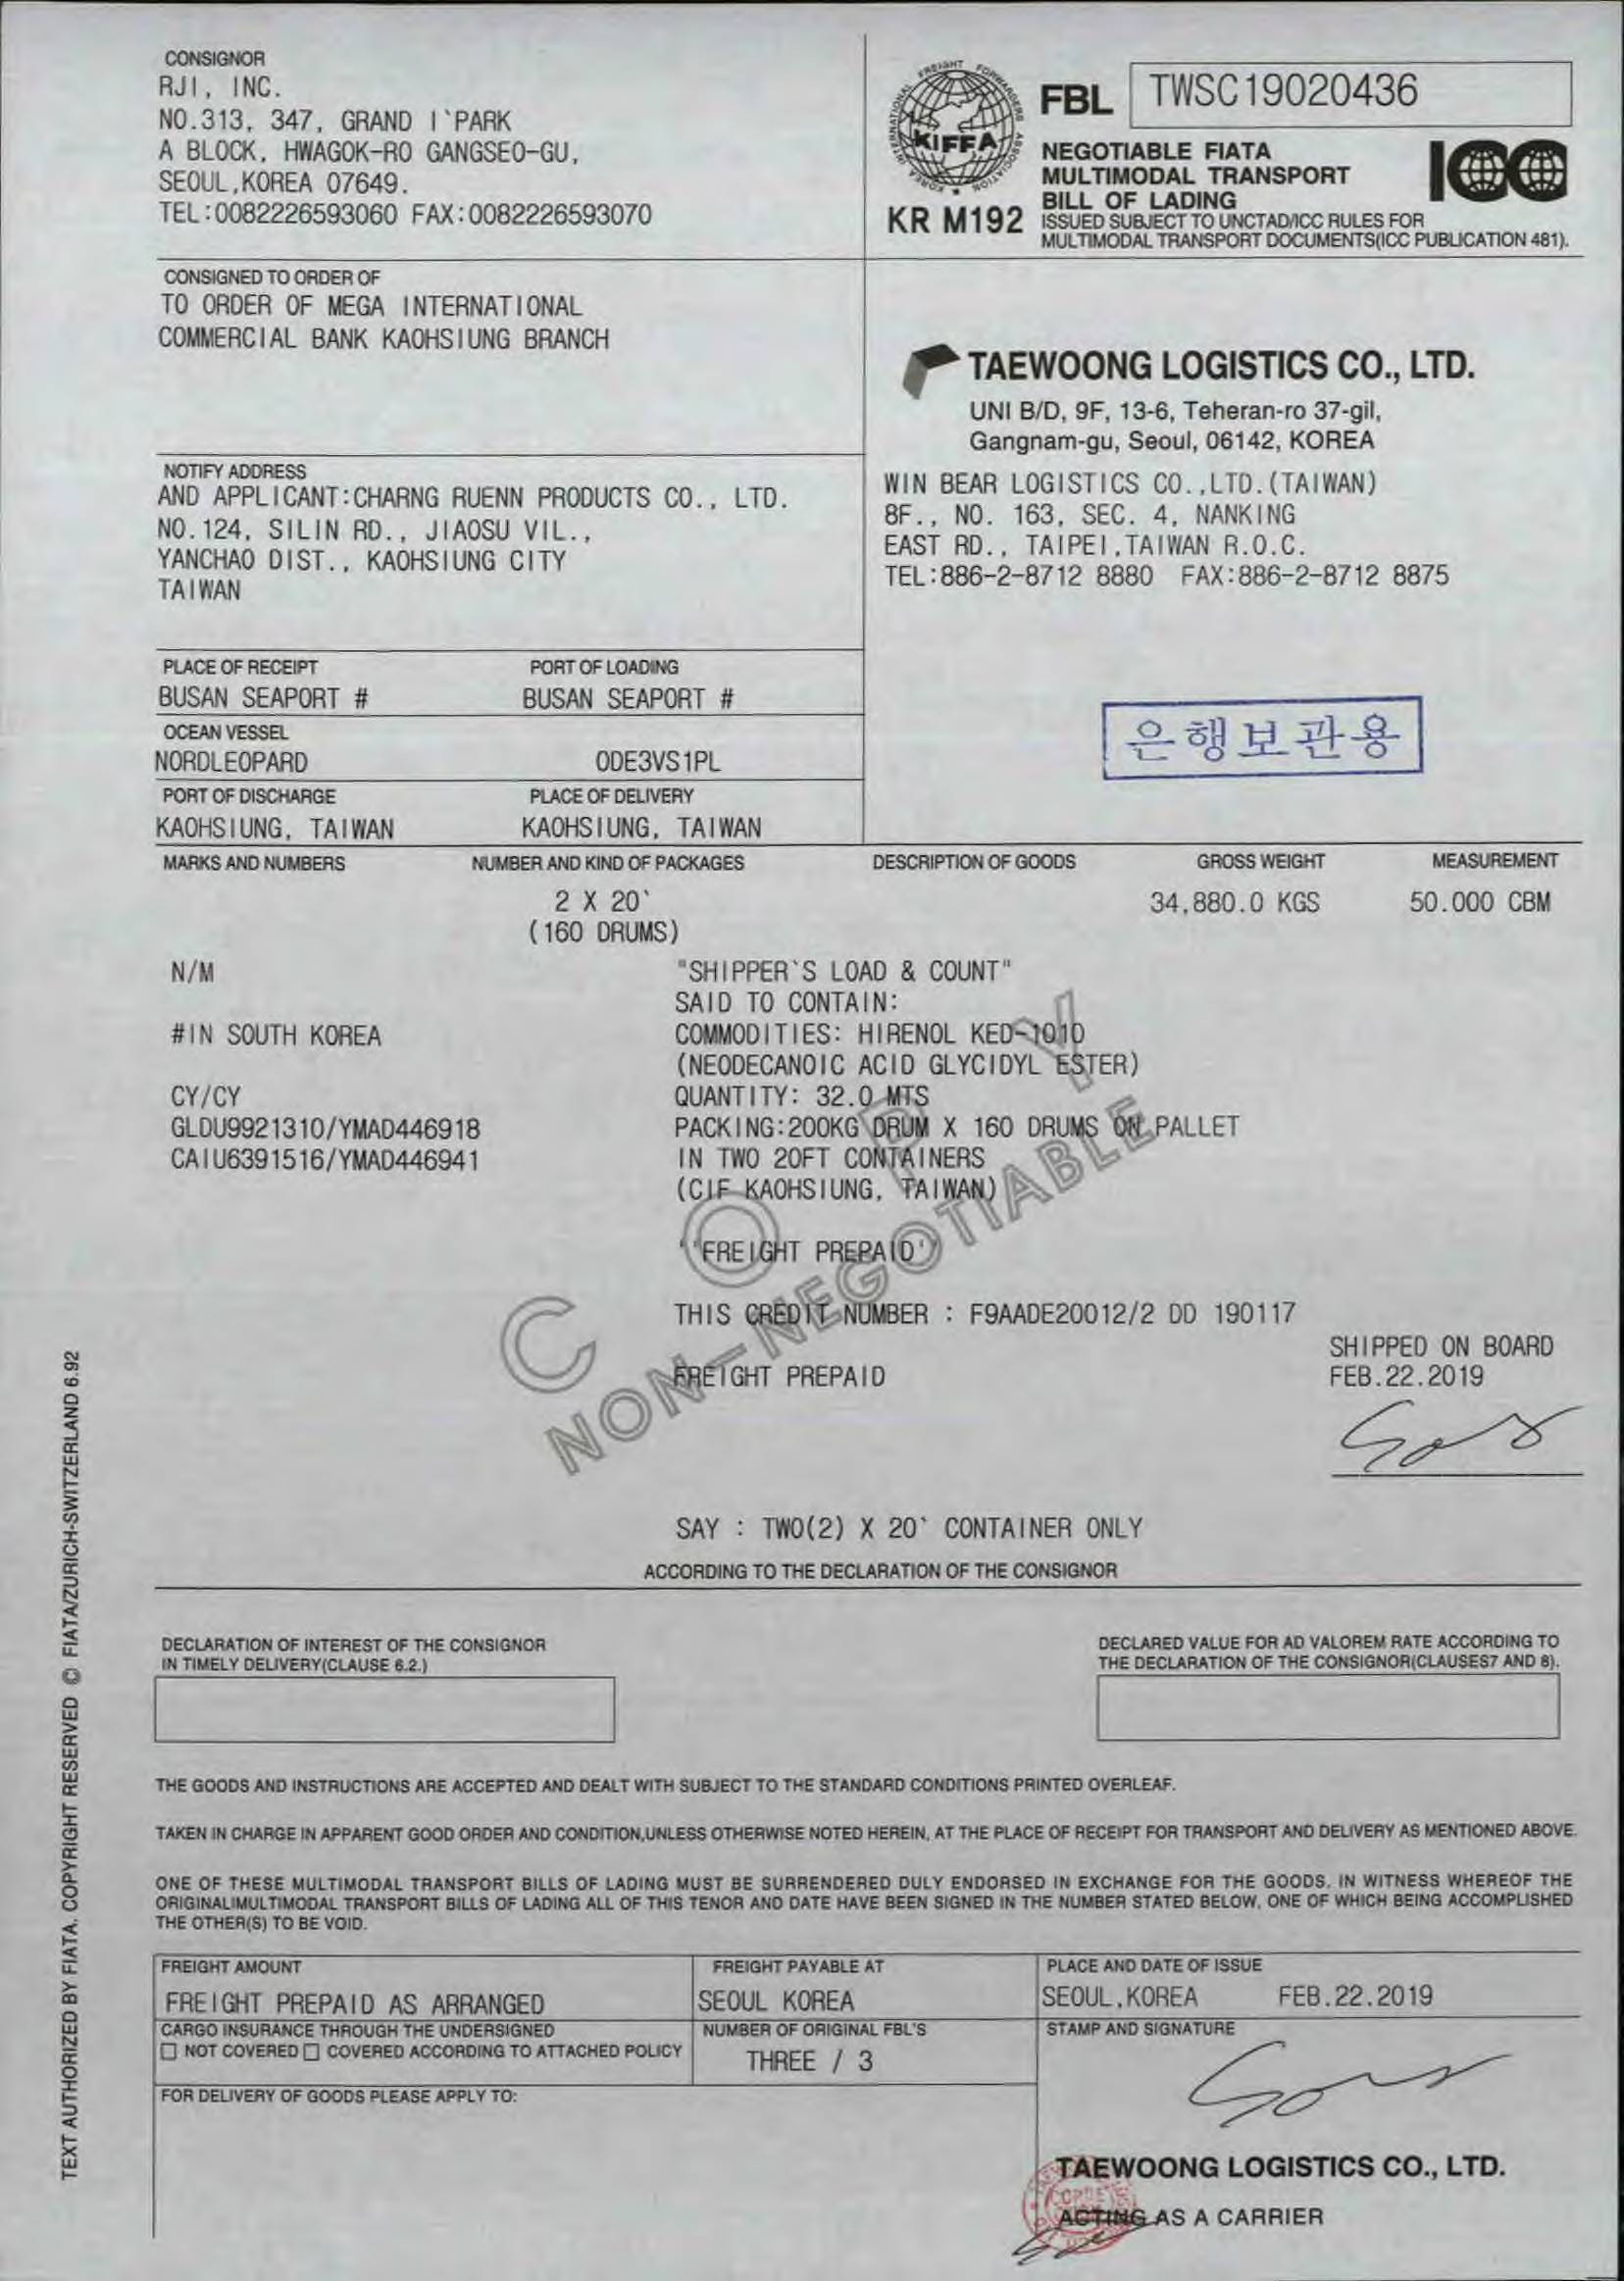 CONSIGNOR
RJI, INC.
NO.313, 347, GRAND I`PARK
A BLOCK, HWAGOK-RO GANGSEO-GU,
SEOUL,KOREA 07649.
TEL:0082226593060 FAX:0082226593070
KOREA INTERNATIONAL FREIGHT FORWARDERS ASSOCIATION
KIFFA
KR M192
FBL TWSC19020436
NEGOTIABLE FIATA
MULTIMODAL TRANSPORT
BILL OF LADING
ICC
ISSUED SUBJECT TO UNCTAD/ICC RULES FOR
MULTIMODAL TRANSPORT DOCUMENTS(ICC PUBLICATION 481).
CONSIGNED TO ORDER OF
TO ORDER OF MEGA INTERNATIONAL
COMMERCIAL BANK KAOHSIUNG BRANCH
TAEWOONG LOGISTICS CO., LTD.
UNI B/D, 9F, 13-6, Teheran-ro 37-gil,
Gangnam-gu, Seoul, 06142, KOREA
NOTIFY ADDRESS
AND APPLICANT:CHARNG RUENN PRODUCTS CO., LTD.
NO.124, SILIN RD., JIAOSU VIL.,
YANCHAO DIST., KAOHSIUNG CITY
TAIWAN
WIN BEAR LOGISTICS CO.,LTD.(TAIWAN)
8F., NO. 163, SEC. 4, NANKING
EAST RD., TAIPEI,TAIWAN R.O.C.
TEL:886-2-8712 8880 FAX:886-2-8712 8875
PLACE OF RECEIPT PORT OF LOADING
BUSAN SEAPORT # BUSAN SEAPORT #
OCEAN VESSEL
NORDLEOPARD 0DE3VS1PL
PORT OF DISCHARGE PLACE OF DELIVERY
KAOHSIUNG, TAIWAN KAOHSIUNG, TAIWAN
은행보관용
MARKS AND NUMBERS NUMBER AND KIND OF PACKAGES DESCRIPTION OF GOODS GROSS WEIGHT MEASUREMENT
2 X 20` 34,880.0 KGS 50.000 CBM
(160 DRUMS)
N/M "SHIPPER`S LOAD & COUNT"
SAID TO CONTAIN:
#IN SOUTH KOREA COMMODITIES: HIRENOL KED-1010
(NEODECANOIC ACID GLYCIDYL ESTER)
CY/CY QUANTITY: 32.0 MTS
GLDU9921310/YMAD446918 PACKING:200KG DRUM X 160 DRUMS ON PALLET
CAIU6391516/YMAD446941 IN TWO 20FT CONTAINERS
(CIF KAOHSIUNG, TAIWAN)
''FREIGHT PREPAID''
THIS CREDIT NUMBER : F9AADE20012/2 DD 190117
FREIGHT PREPAID
COPY
NON-NEGOTIABLE
SHIPPED ON BOARD
FEB.22.2019
SAY : TWO(2) X 20` CONTAINER ONLY
ACCORDING TO THE DECLARATION OF THE CONSIGNOR
DECLARATION OF INTEREST OF THE CONSIGNOR
IN TIMELY DELIVERY(CLAUSE 6.2.)
DECLARED VALUE FOR AD VALOREM RATE ACCORDING TO
THE DECLARATION OF THE CONSIGNOR(CLAUSES7 AND 8).
THE GOODS AND INSTRUCTIONS ARE ACCEPTED AND DEALT WITH SUBJECT TO THE STANDARD CONDITIONS PRINTED OVERLEAF.
TAKEN IN CHARGE IN APPARENT GOOD ORDER AND CONDITION,UNLESS OTHERWISE NOTED HEREIN, AT THE PLACE OF RECEIPT FOR TRANSPORT AND DELIVERY AS MENTIONED ABOVE.
ONE OF THESE MULTIMODAL TRANSPORT BILLS OF LADING MUST BE SURRENDERED DULY ENDORSED IN EXCHANGE FOR THE GOODS. IN WITNESS WHEREOF THE
ORIGINALIMULTIMODAL TRANSPORT BILLS OF LADING ALL OF THIS TENOR AND DATE HAVE BEEN SIGNED IN THE NUMBER STATED BELOW, ONE OF WHICH BEING ACCOMPLISHED
THE OTHER(S) TO BE VOID.
FREIGHT AMOUNT FREIGHT PAYABLE AT PLACE AND DATE OF ISSUE
FREIGHT PREPAID AS ARRANGED SEOUL KOREA SEOUL,KOREA FEB.22.2019
CARGO INSURANCE THROUGH THE UNDERSIGNED NUMBER OF ORIGINAL FBL'S STAMP AND SIGNATURE
☐ NOT COVERED ☐ COVERED ACCORDING TO ATTACHED POLICY THREE / 3
FOR DELIVERY OF GOODS PLEASE APPLY TO:
TAEWOONG LOGISTICS CO., LTD.
ACTING AS A CARRIER
TEXT AUTHORIZED BY FIATA. COPYRIGHT RESERVED © FIATA/ZURICH-SWITZERLAND 6.92